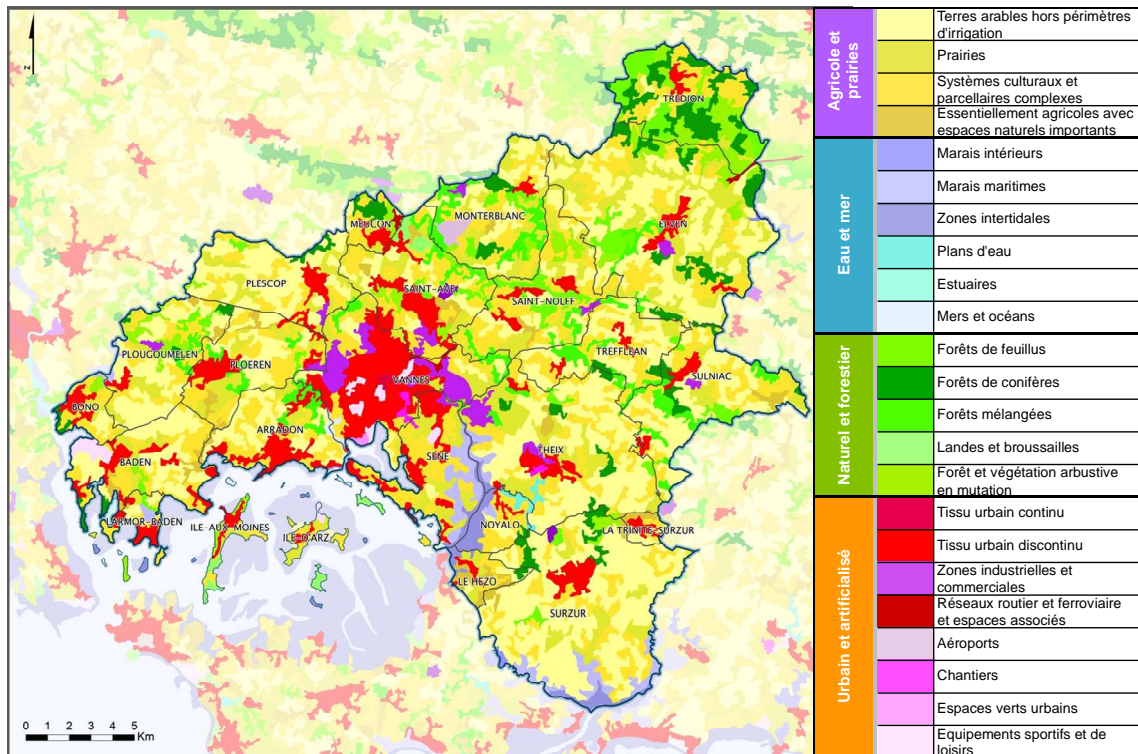 z
TRÉDION
MEUCON
MONTERBLANC
ELVEN
PLESCOP
SAINT-AVÉ
SAINT-NOLFF
PLOUGOUMELEN
PLOEREN
TREFFLÉAN
VANNES
SULNIAC
BONO
ARRADON
BADEN
SÉNÉ
THEIX
LARMOR-BADEN
ILE AUX-MOINES
ILE-D'ARZ
NOYALO
LA TRINITÉ-SURZUR
LE HÉZO
SURZUR
0 1 2 3 4 5
Km
Agricole et
prairies
Terres arables hors périmètres
d'irrigation
Prairies
Systèmes culturaux et
parcellaires complexes
Essentiellement agricoles avec
espaces naturels importants
Eau et mer
Marais intérieurs
Marais maritimes
Zones intertidales
Plans d'eau
Estuaires
Mers et océans
Naturel et forestier
Forêts de feuillus
Forêts de conifères
Forêts mélangées
Landes et broussailles
Forêt et végétation arbustive
en mutation
Urbain et artificialisé
Tissu urbain continu
Tissu urbain discontinu
Zones industrielles et
commerciales
Réseaux routier et ferroviaire
et espaces associés
Aéroports
Chantiers
Espaces verts urbains
Equipements sportifs et de
loisirs